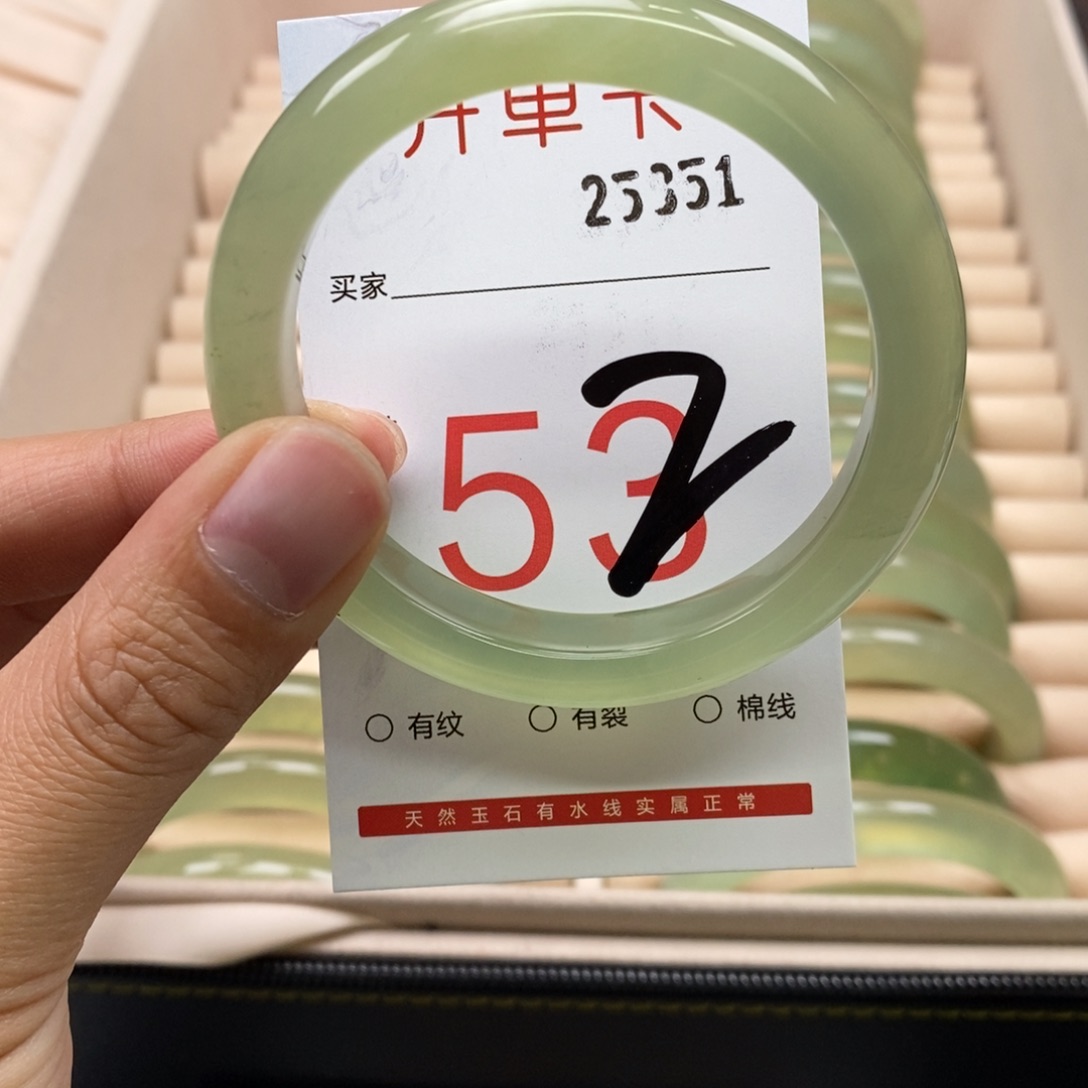 开单卡
25351
买家
53
2
有纹 有裂 棉线
天然玉石有水线实属正常